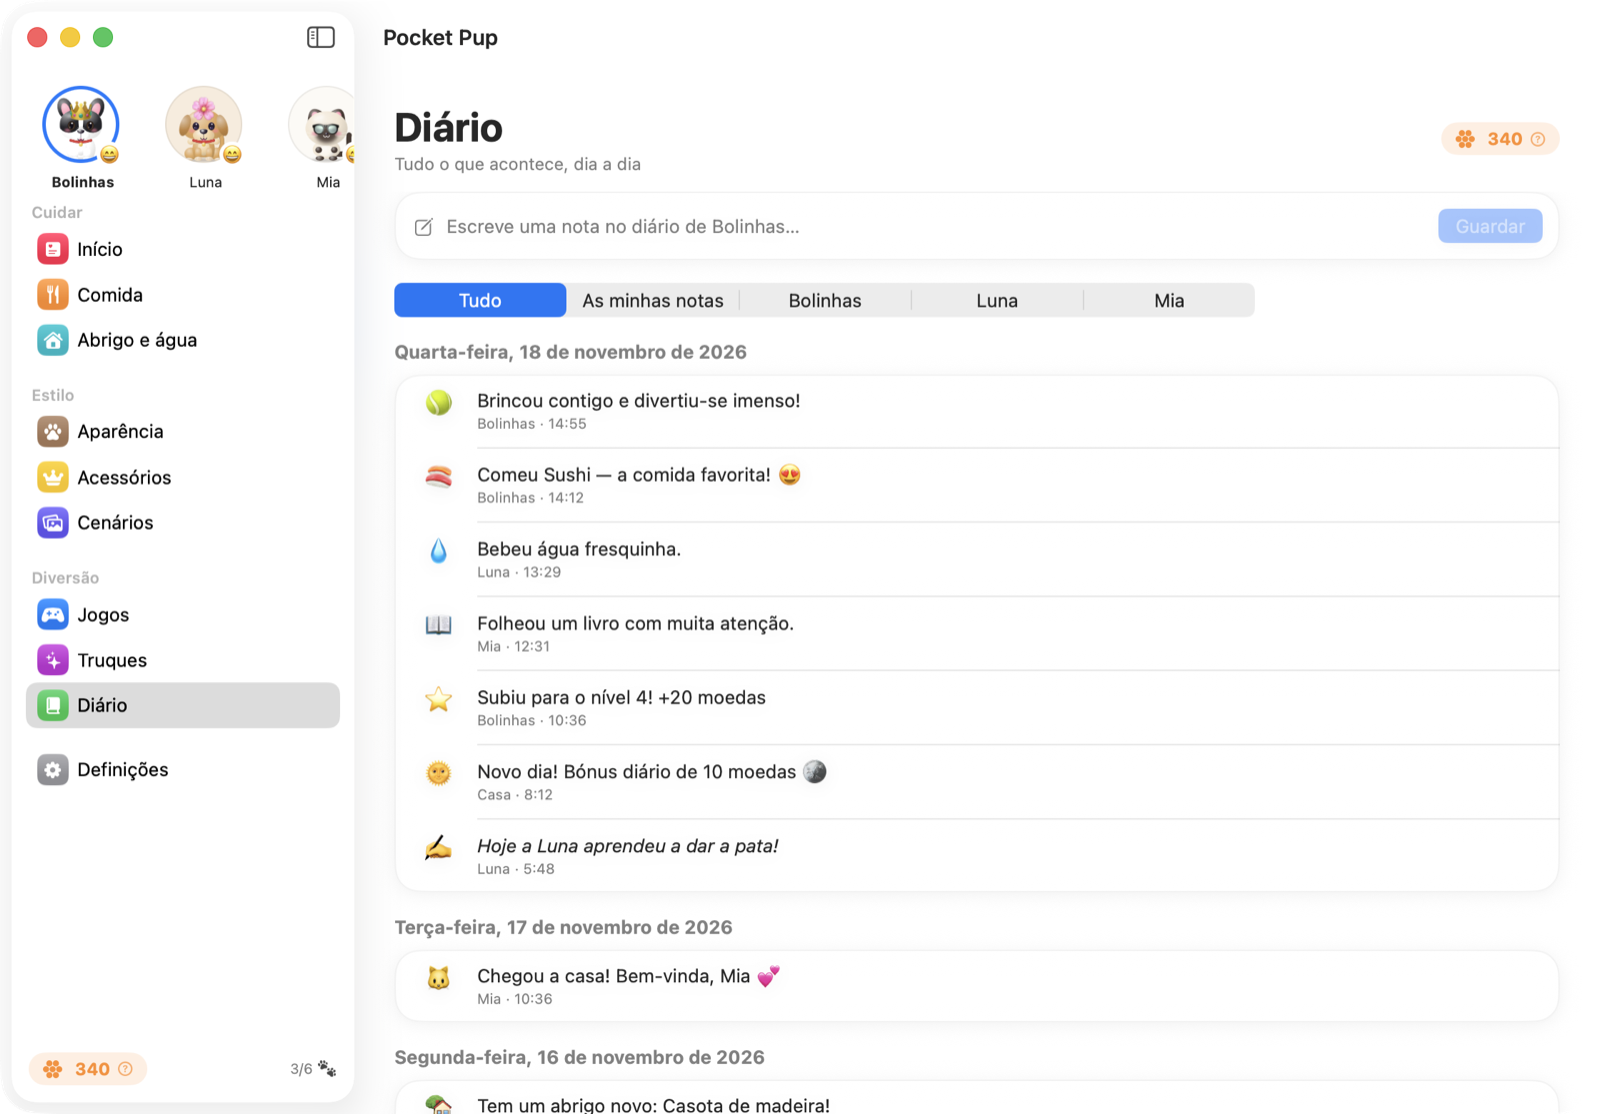 Pocket Pup
Bolinhas
Luna
Mia
Cuidar
Início
Comida
Abrigo e água
Estilo
Aparência
Acessórios
Cenários
Diversão
Jogos
Truques
Diário
Definições
340
3/6
Diário
Tudo o que acontece, dia a dia
340
Escreve uma nota no diário de Bolinhas...
Guardar
Tudo
As minhas notas
Bolinhas
Luna
Mia
Quarta-feira, 18 de novembro de 2026
Brincou contigo e divertiu-se imenso!
Bolinhas · 14:55
Comeu Sushi — a comida favorita! 😍
Bolinhas · 14:12
Bebeu água fresquinha.
Luna · 13:29
Folheou um livro com muita atenção.
Mia · 12:31
Subiu para o nível 4! +20 moedas
Bolinhas · 10:36
Novo dia! Bónus diário de 10 moedas
Casa · 8:12
Hoje a Luna aprendeu a dar a pata!
Luna · 5:48
Terça-feira, 17 de novembro de 2026
Chegou a casa! Bem-vinda, Mia 💕
Mia · 10:36
Segunda-feira, 16 de novembro de 2026
Tem um abrigo novo: Casota de madeira!